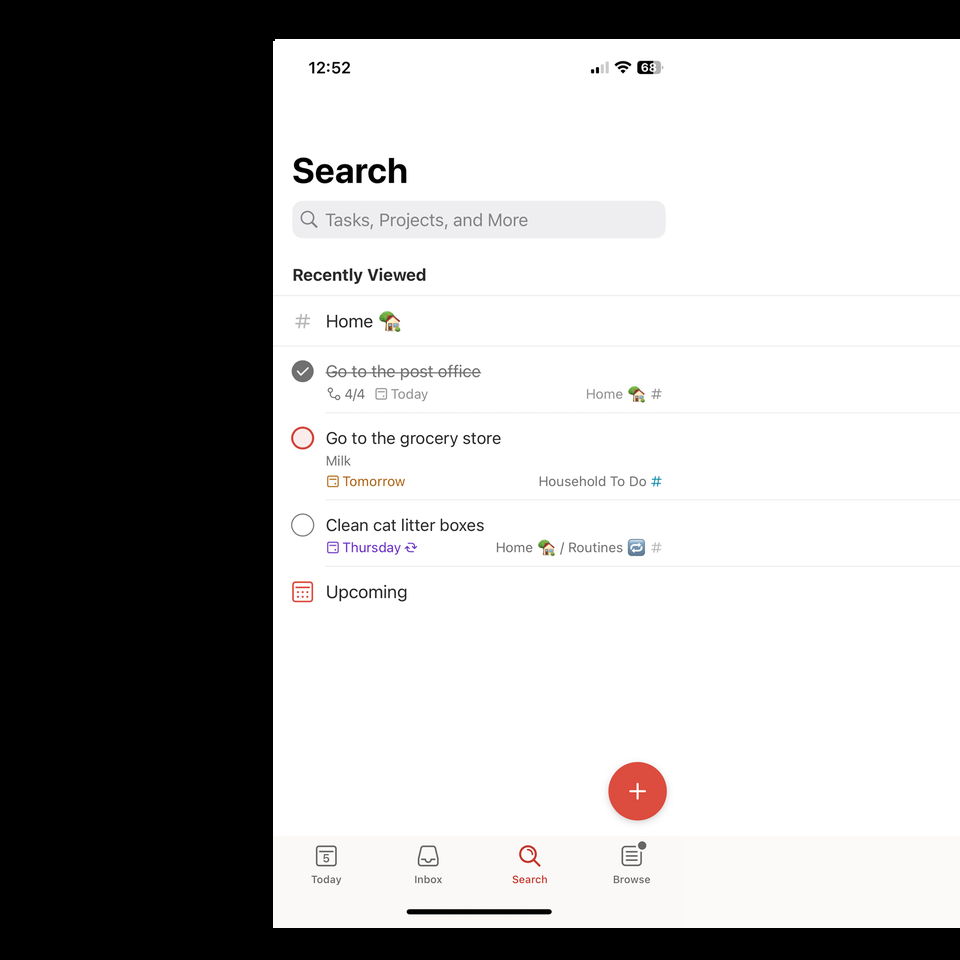 12:52
68
Search
Tasks, Projects, and More
Recently Viewed
# Home 🏡
Go to the post office
4/4 Today Home 🏡 #
Go to the grocery store
Milk
Tomorrow Household To Do #
Clean cat litter boxes
Thursday Home 🏡 / Routines 🔁 #
Upcoming
+
5
Today Inbox Search Browse